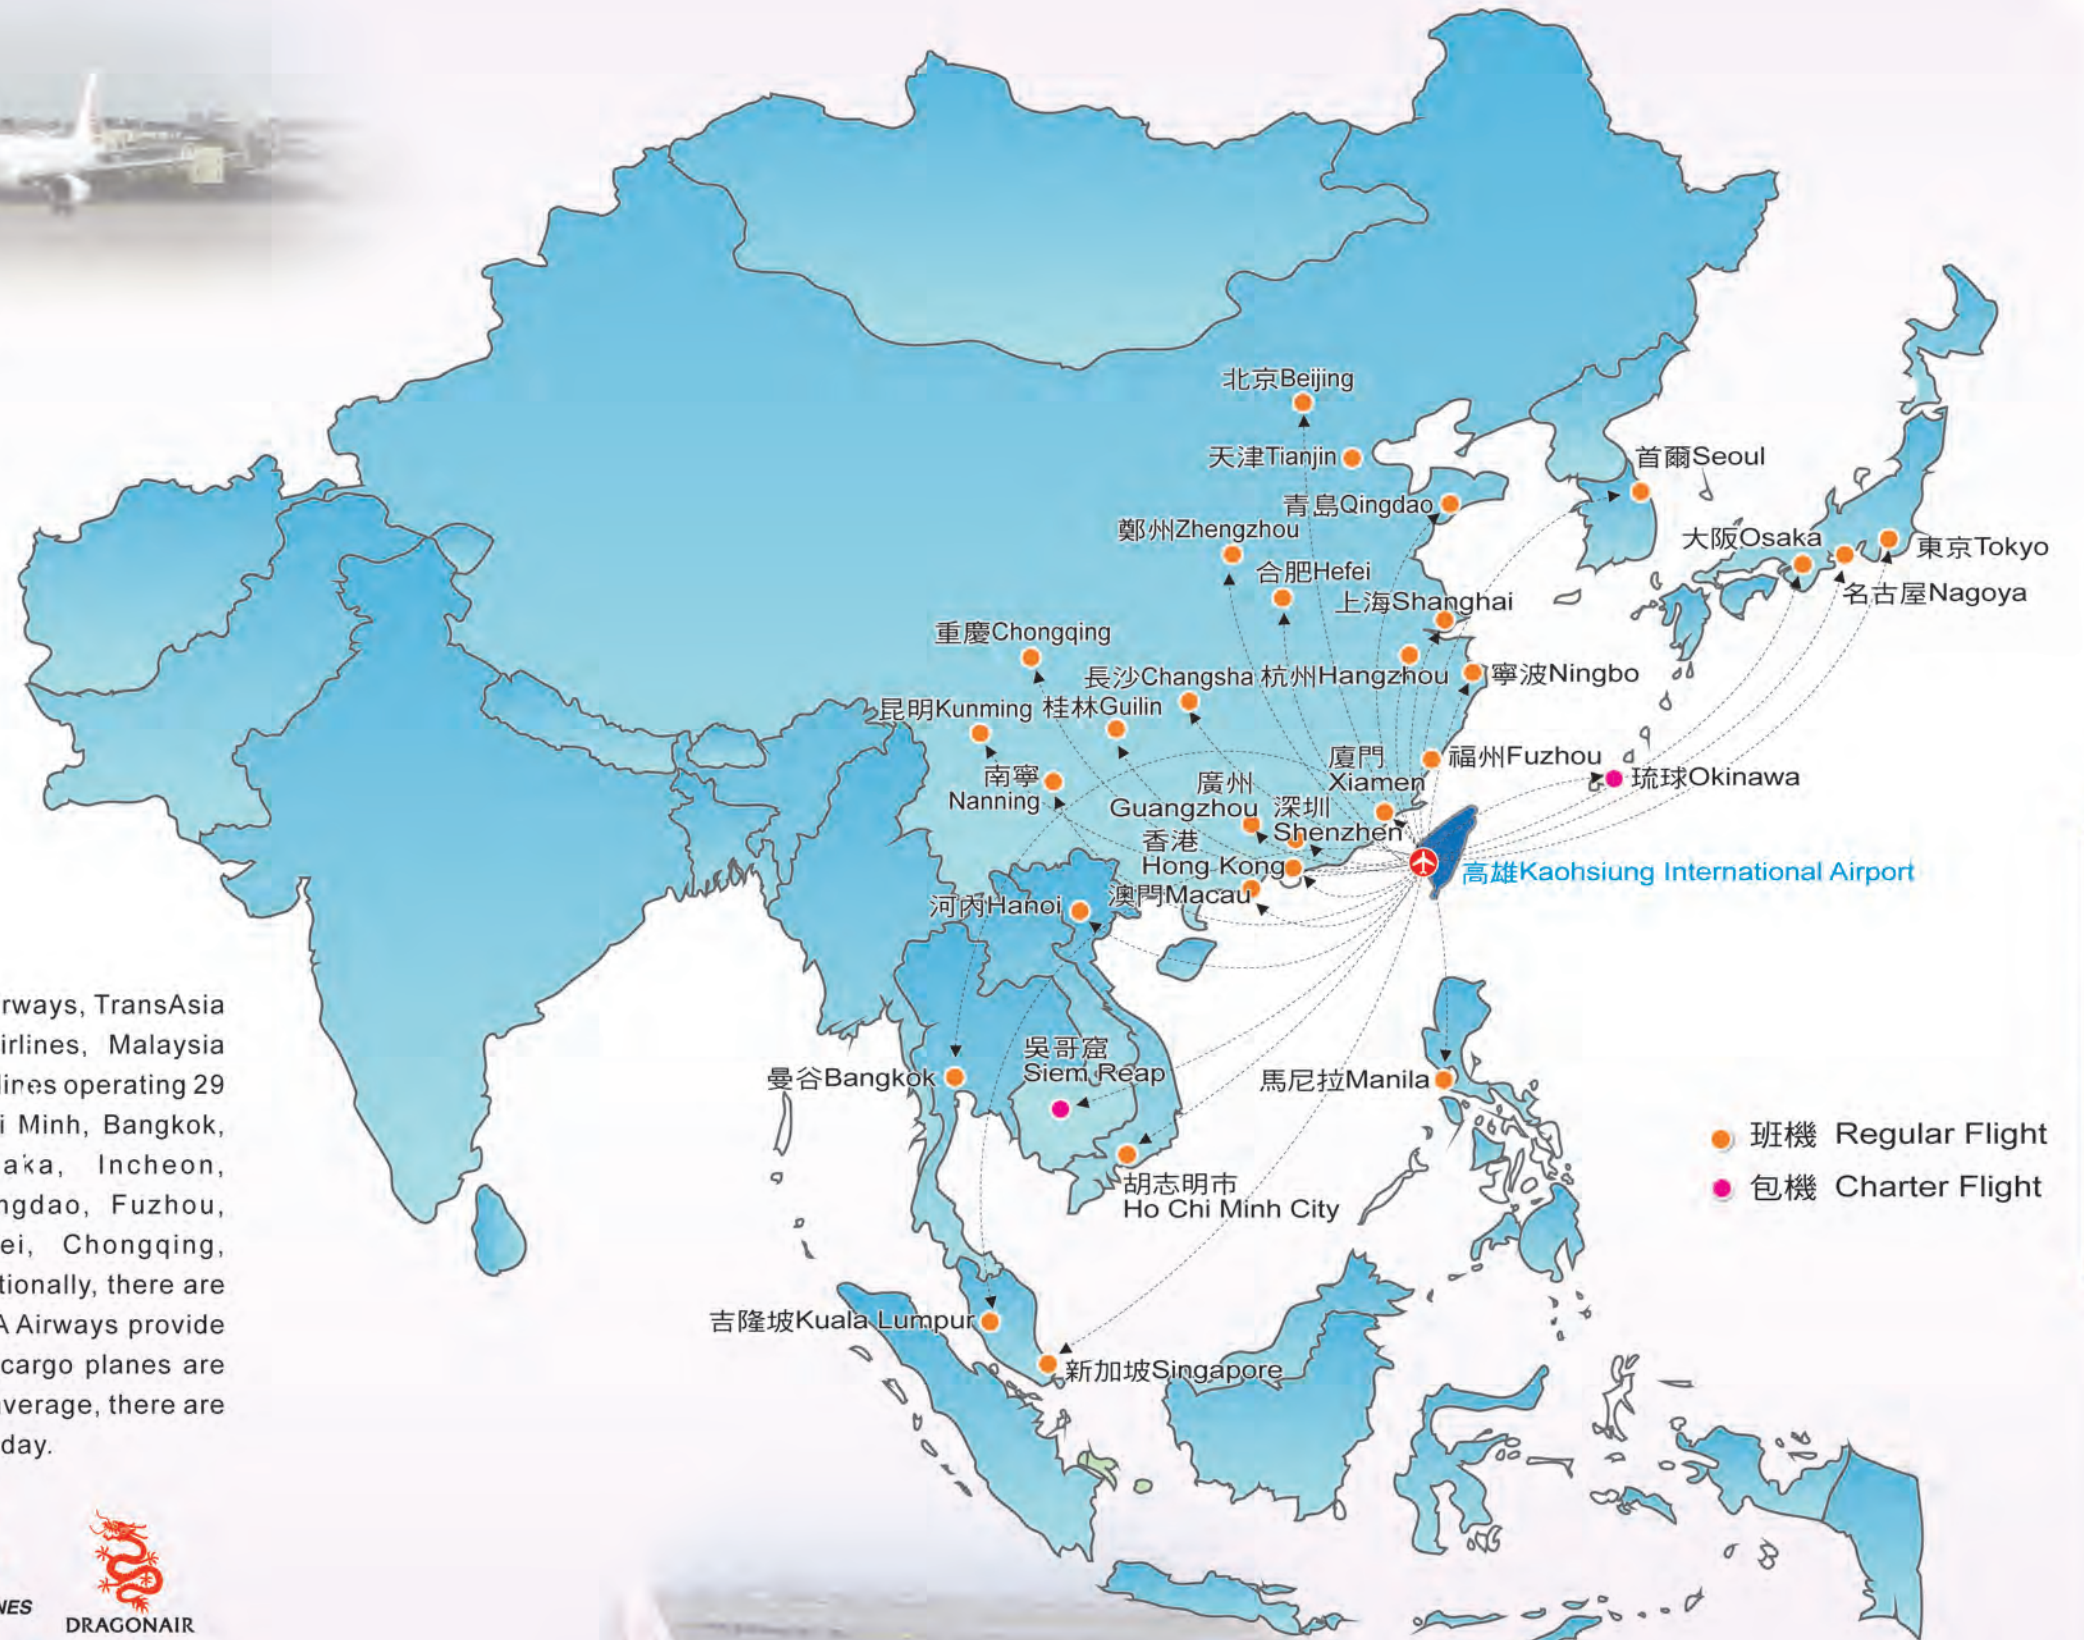 北京Beijing
天津Tianjin
首爾Seoul
青島Qingdao
鄭州Zhengzhou
大阪Osaka
東京Tokyo
合肥Hefei
名古屋Nagoya
上海Shanghai
重慶Chongqing
長沙Changsha
杭州Hangzhou
寧波Ningbo
昆明Kunming
桂林Guilin
廈門
Xiamen
福州Fuzhou
南寧
Nanning
琉球Okinawa
廣州
Guangzhou
深圳
Shenzhen
香港
Hong Kong
高雄Kaohsiung International Airport
澳門Macau
河內Hanoi
吳哥窟
Siem Reap
曼谷Bangkok
馬尼拉Manila
胡志明市
Ho Chi Minh City
吉隆坡Kuala Lumpur
新加坡Singapore
班機 Regular Flight
包機 Charter Flight
rways, TransAsia
irlines, Malaysia
lines operating 29
i Minh, Bangkok,
aka, Incheon,
ngdao, Fuzhou,
ei, Chongqing,
tionally, there are
A Airways provide
cargo planes are
average, there are
day.
NES
DRAGONAIR